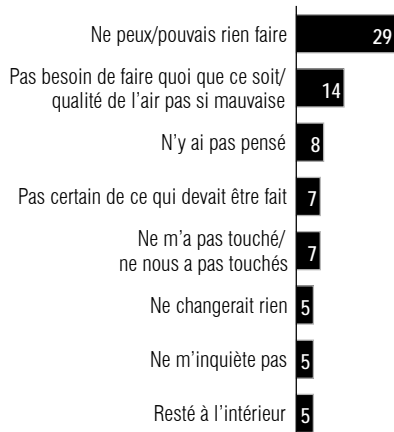 Ne peux/pouvais rien faire 29
Pas besoin de faire quoi que ce soit/
qualité de l'air pas si mauvaise 14
N'y ai pas pensé 8
Pas certain de ce qui devait être fait 7
Ne m'a pas touché/
ne nous a pas touchés 7
Ne changerait rien 5
Ne m'inquiète pas 5
Resté à l'intérieur 5